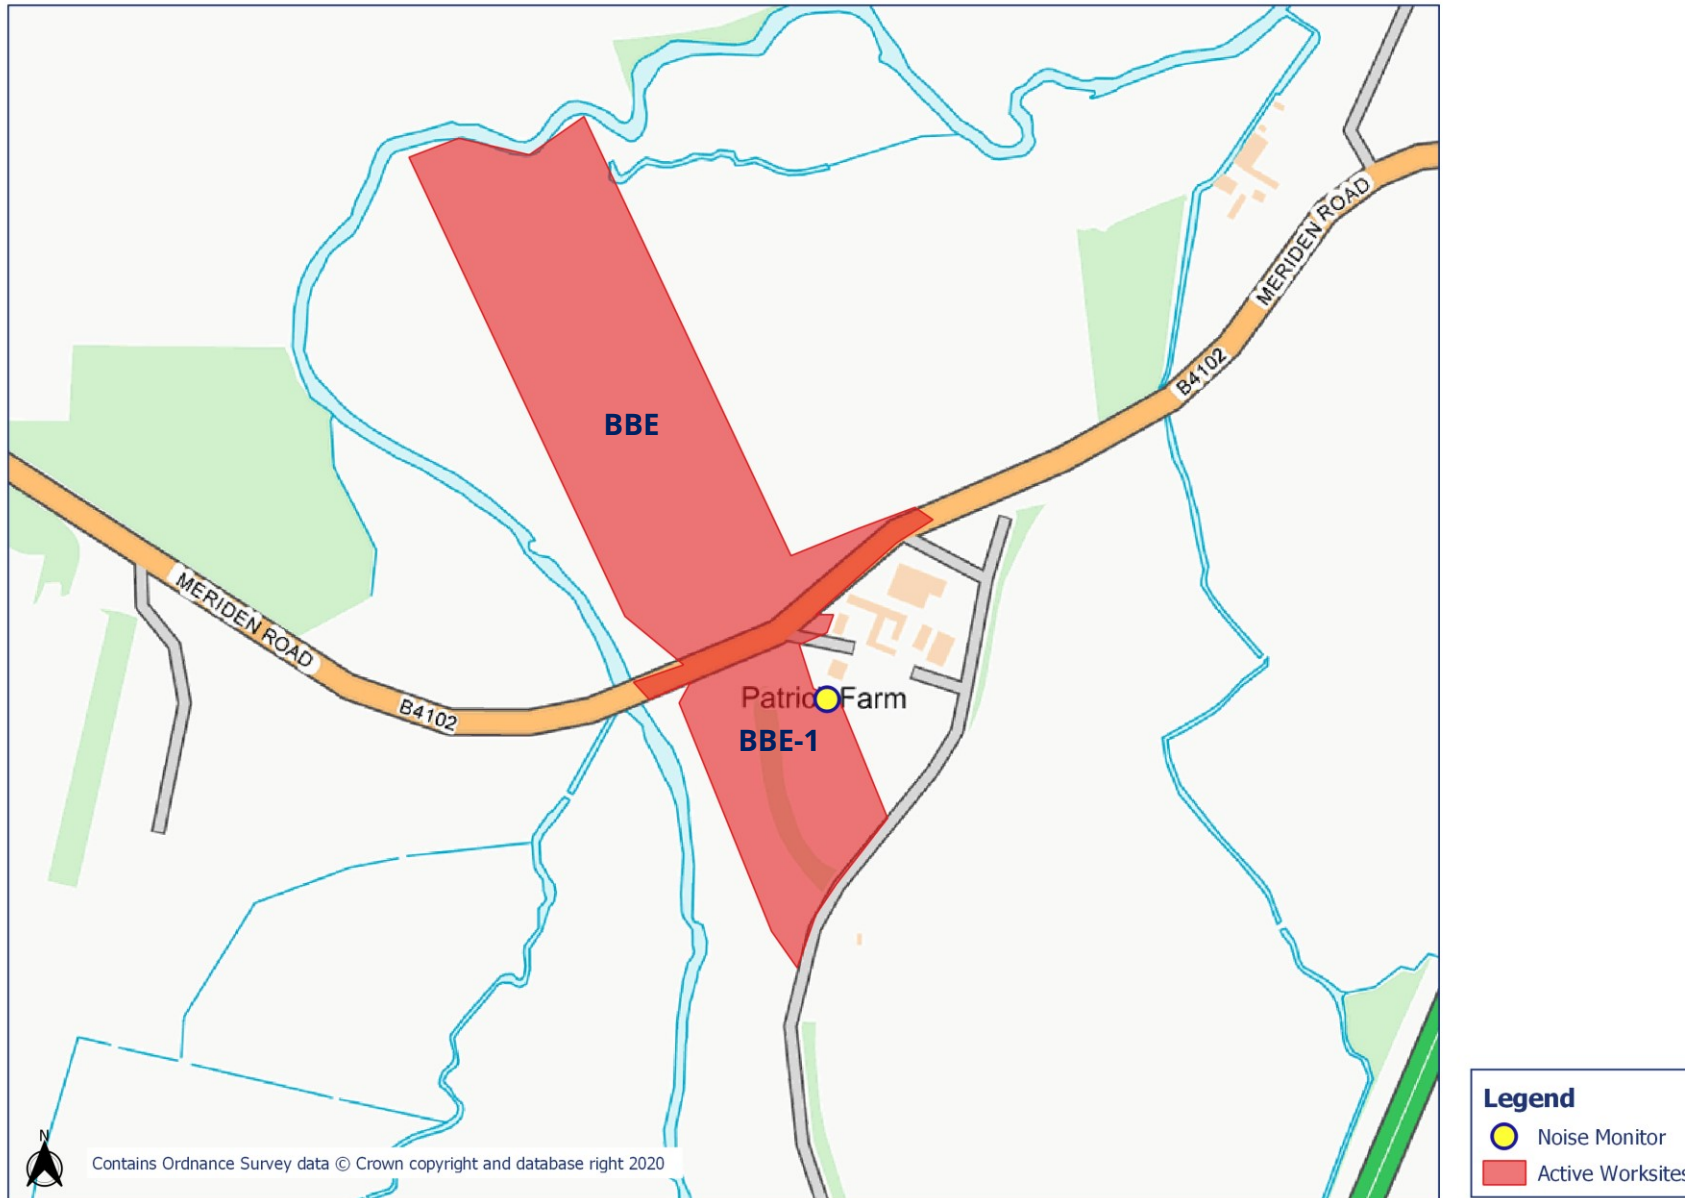 MERIDEN ROAD
BBE
B4102
MERIDEN ROAD
Patric Farm
B4102
BBE-1
N
Contains Ordnance Survey data © Crown copyright and database right 2020
Legend
Noise Monitor
Active Worksites